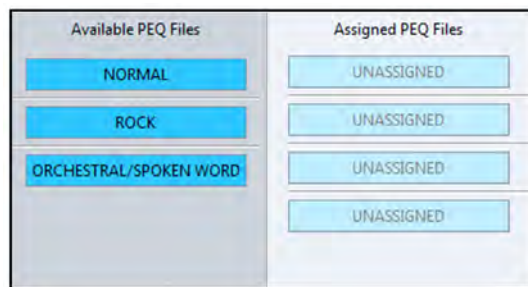 Available PEQ Files
NORMAL
ROCK
ORCHESTRAL/SPOKEN WORD
Assigned PEQ Files
UNASSIGNED
UNASSIGNED
UNASSIGNED
UNASSIGNED